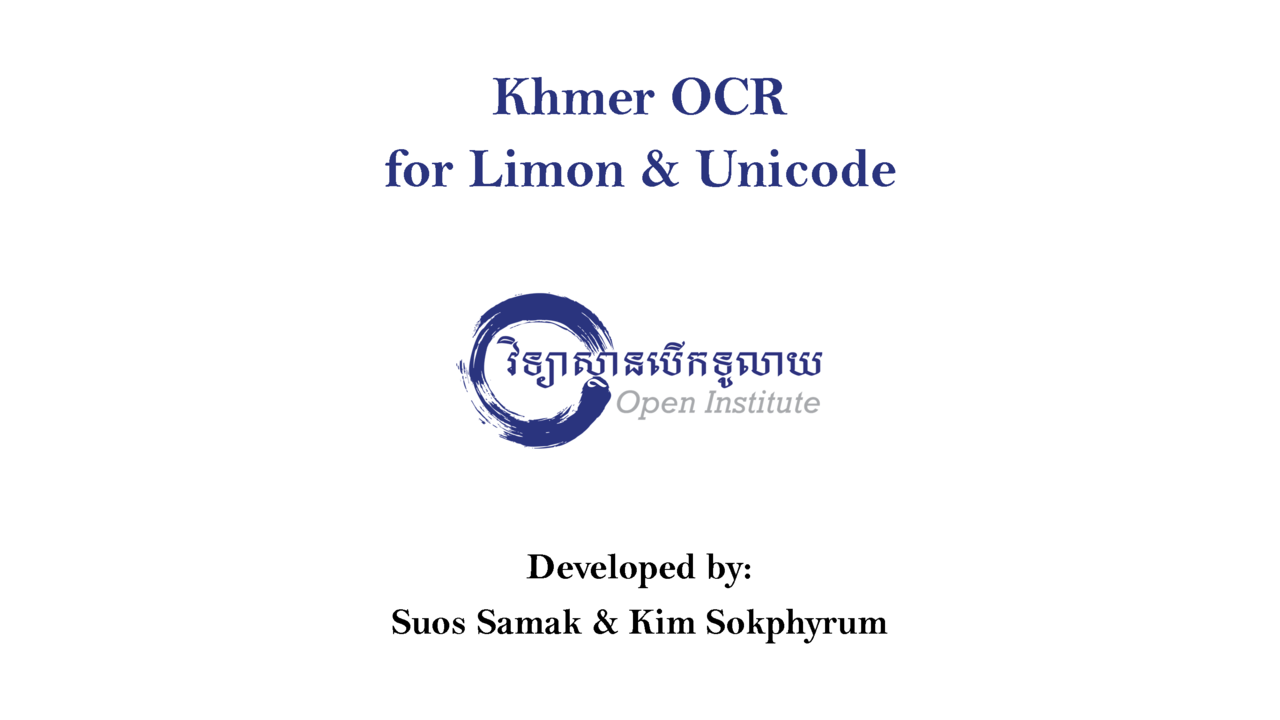 Khmer OCR
for Limon & Unicode
វិទ្យាស្ថានបើកទូលាយ
Open Institute
Developed by:
Suos Samak & Kim Sokphyrum